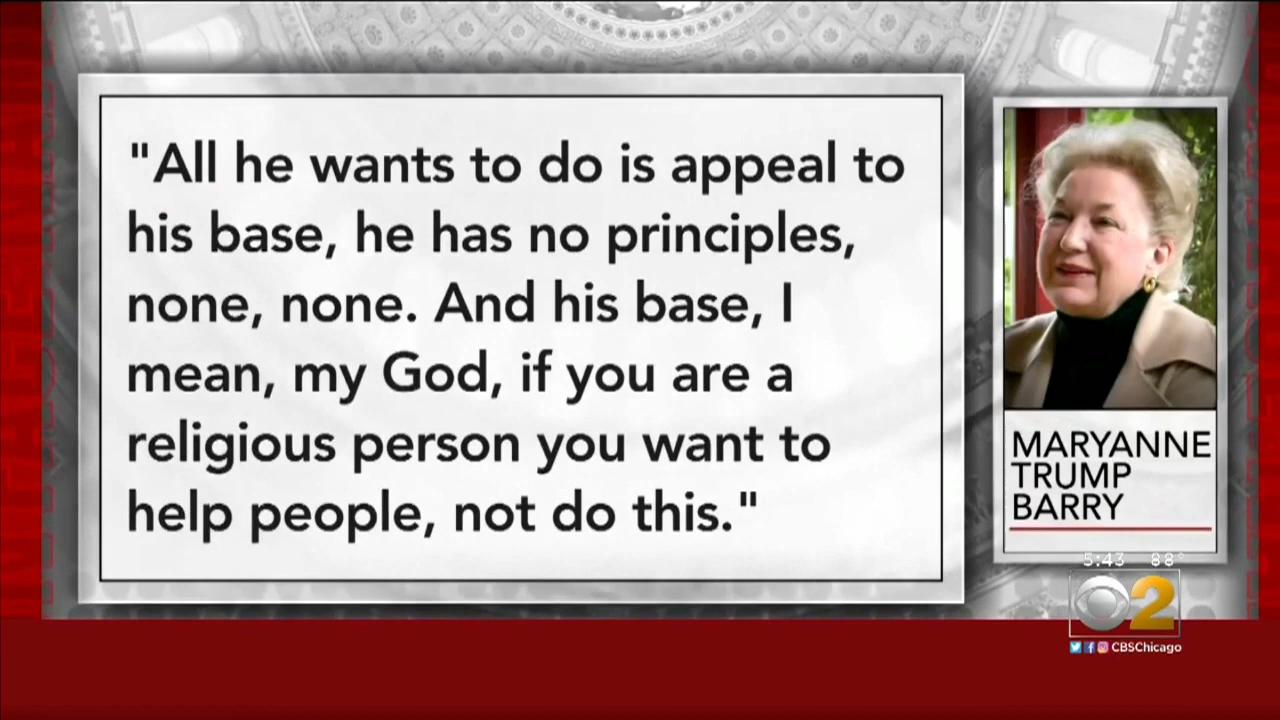 "All he wants to do is appeal to
his base, he has no principles,
none, none. And his base, I
mean, my God, if you are a
religious person you want to
help people, not do this."
MARYANNE
TRUMP
BARRY
5:43 88°
2
CBSChicago